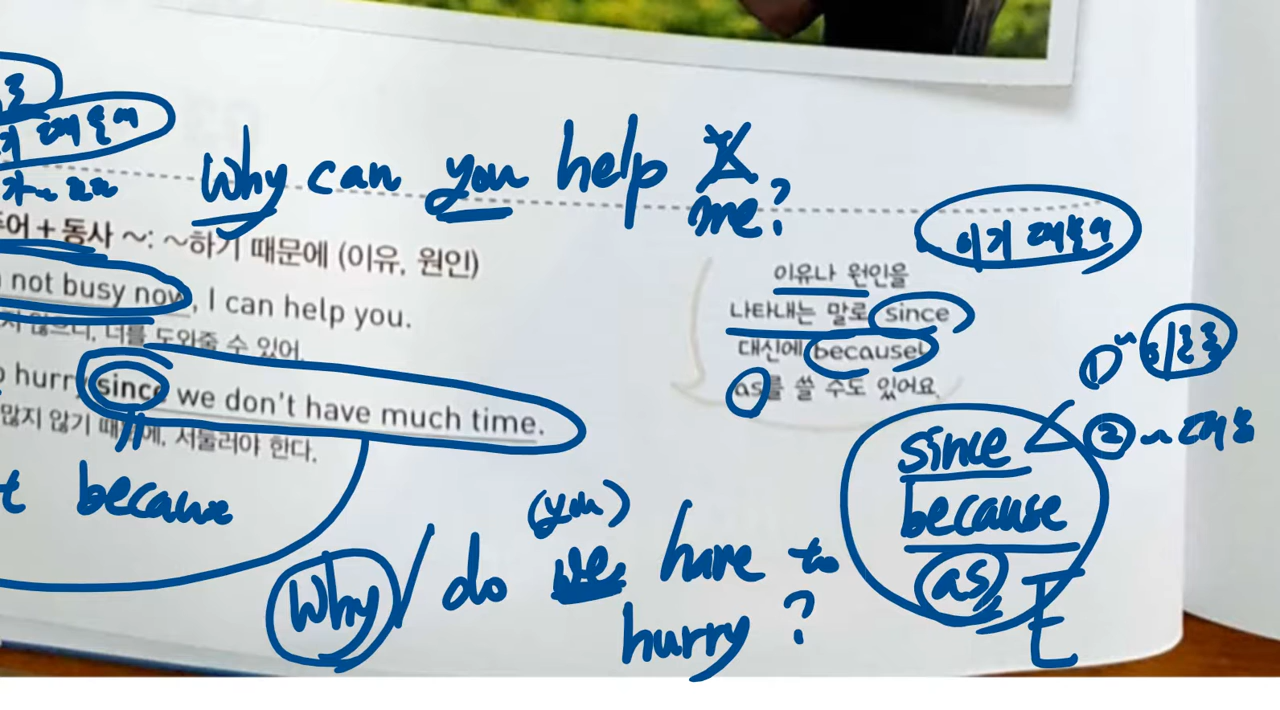 기 때문에
Why can you help me?
주어 + 동사 ~: ~하기 때문에 (이유, 원인)
not busy now, I can help you.
지 않으니, 너를 도와줄 수 있어.
hurry since we don't have much time.
많지 않기 때문에, 서둘러야 한다.
because
이기 때문에
이유나 원인을
나타내는 말로 since
대신에 because나
as를 쓸 수도 있어요.
① ~이래로
② ~때문
since
because
as
(you)
Why / do we have to
hurry?